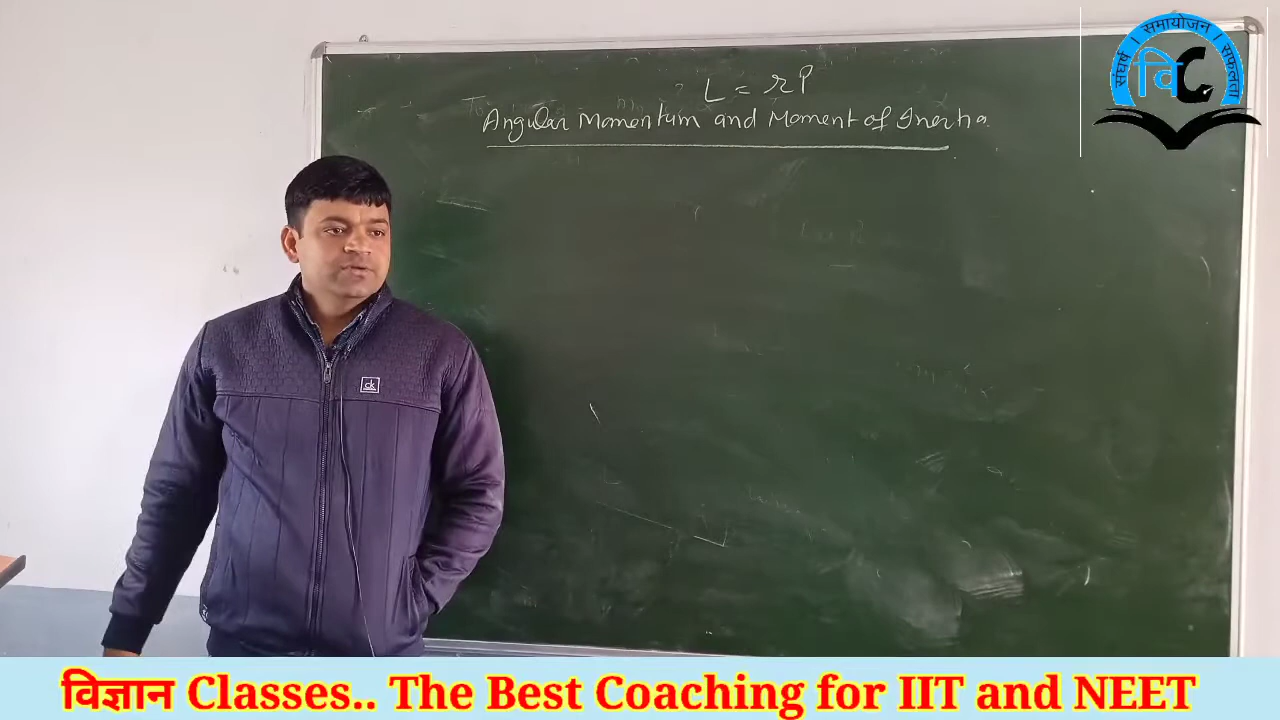 L = rP
Angular Momentum and Moment of Inertia
संघर्ष । समायोजन । सफलता
वि C
ck
विज्ञान Classes.. The Best Coaching for IIT and NEET